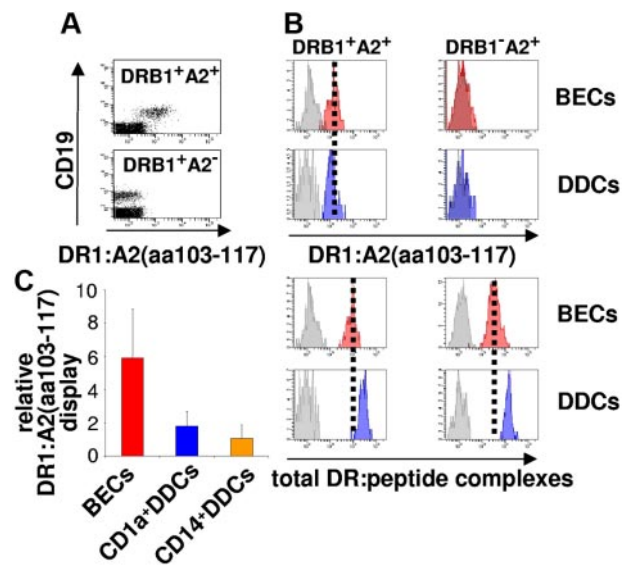 A
DRB1⁺A2⁺
DRB1⁺A2⁻
CD19
DR1:A2(aa103-117)
B
DRB1⁺A2⁺
DRB1⁻A2⁺
BECs
DDCs
DR1:A2(aa103-117)
BECs
DDCs
total DR:peptide complexes
C
relative
DR1:A2(aa103-117)
display
10
8
6
4
2
0
BECs
CD1a⁺DDCs
CD14⁺DDCs